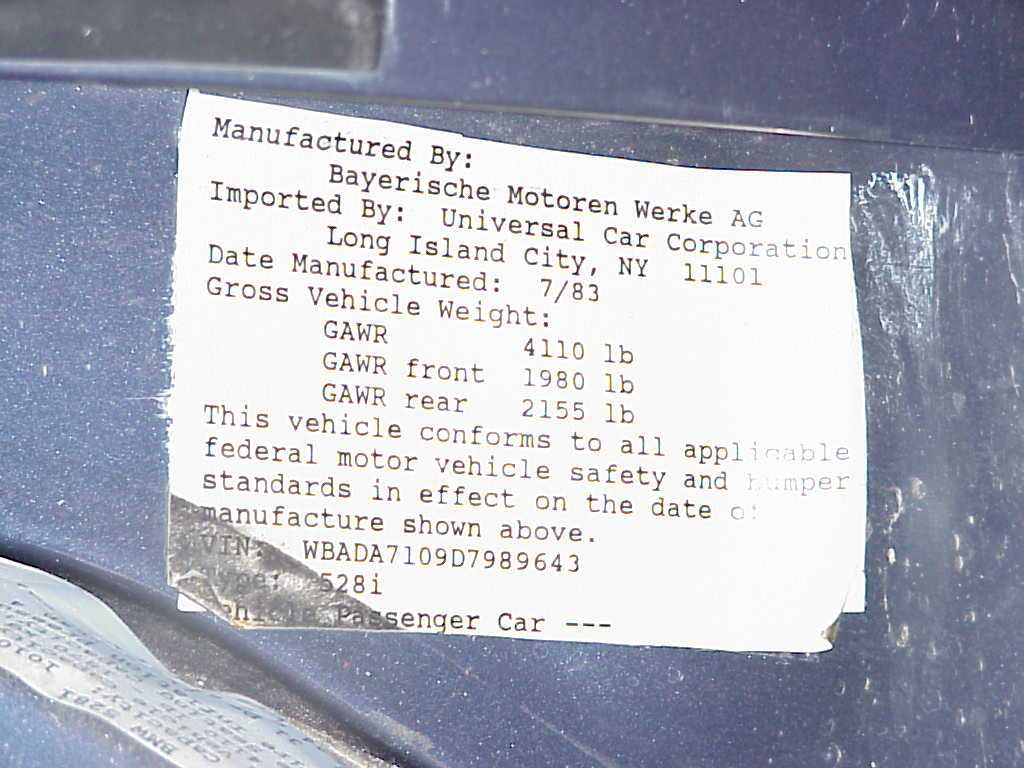 Manufactured By:
Bayerische Motoren Werke AG
Imported By: Universal Car Corporation
Long Island City, NY 11101
Date Manufactured: 7/83
Gross Vehicle Weight:
GAWR 4110 lb
GAWR front 1980 lb
GAWR rear 2155 lb
This vehicle conforms to all applicable
federal motor vehicle safety and bumper
standards in effect on the date of
manufacture shown above.
VIN: WBADA7109D7989643
Type: 528i
Vehicle Passenger Car ---